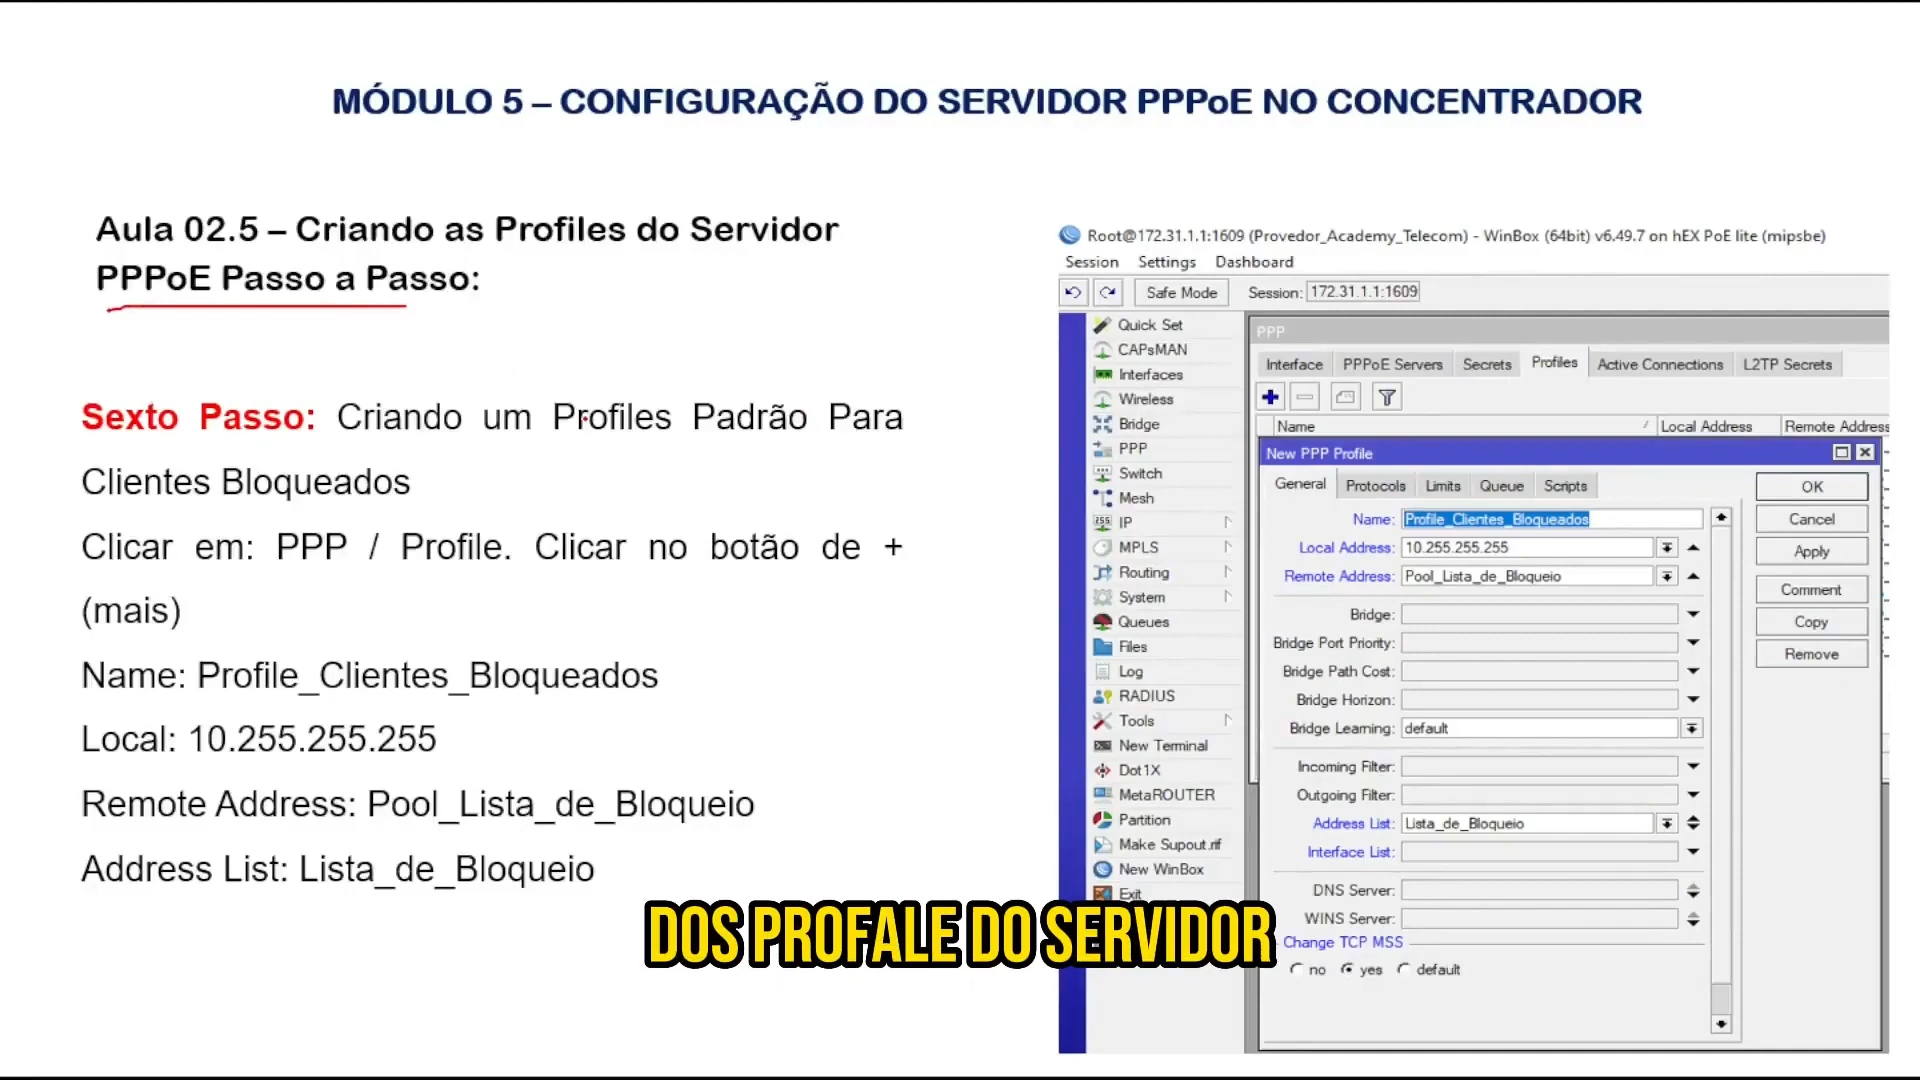 MÓDULO 5 – CONFIGURAÇÃO DO SERVIDOR PPPoE NO CONCENTRADOR
Aula 02.5 – Criando as Profiles do Servidor
PPPoE Passo a Passo:
Sexto Passo: Criando um Profiles Padrão Para
Clientes Bloqueados
Clicar em: PPP / Profile. Clicar no botão de +
(mais)
Name: Profile_Clientes_Bloqueados
Local: 10.255.255.255
Remote Address: Pool_Lista_de_Bloqueio
Address List: Lista_de_Bloqueio
Root@172.31.1.1:1609 (Provedor_Academy_Telecom) - WinBox (64bit) v6.49.7 on hEX PoE lite (mipsbe)
Session Settings Dashboard
Safe Mode Session: 172.31.1.1:1609
Quick Set
CAPsMAN
Interfaces
Wireless
Bridge
PPP
Switch
Mesh
IP
MPLS
Routing
System
Queues
Files
Log
RADIUS
Tools
New Terminal
Dot1X
MetaROUTER
Partition
Make Supout.rif
New WinBox
Exit
PPP
Interface PPPoE Servers Secrets Profiles Active Connections L2TP Secrets
Name Local Address Remote Address
New PPP Profile
General Protocols Limits Queue Scripts
Name: Profile_Clientes_Bloqueados
Local Address: 10.255.255.255
Remote Address: Pool_Lista_de_Bloqueio
Bridge:
Bridge Port Priority:
Bridge Path Cost:
Bridge Horizon:
Bridge Learning: default
Incoming Filter:
Outgoing Filter:
Address List: Lista_de_Bloqueio
Interface List:
DNS Server:
WINS Server:
Change TCP MSS
no yes default
OK
Cancel
Apply
Comment
Copy
Remove
DOS PROFALE DO SERVIDOR